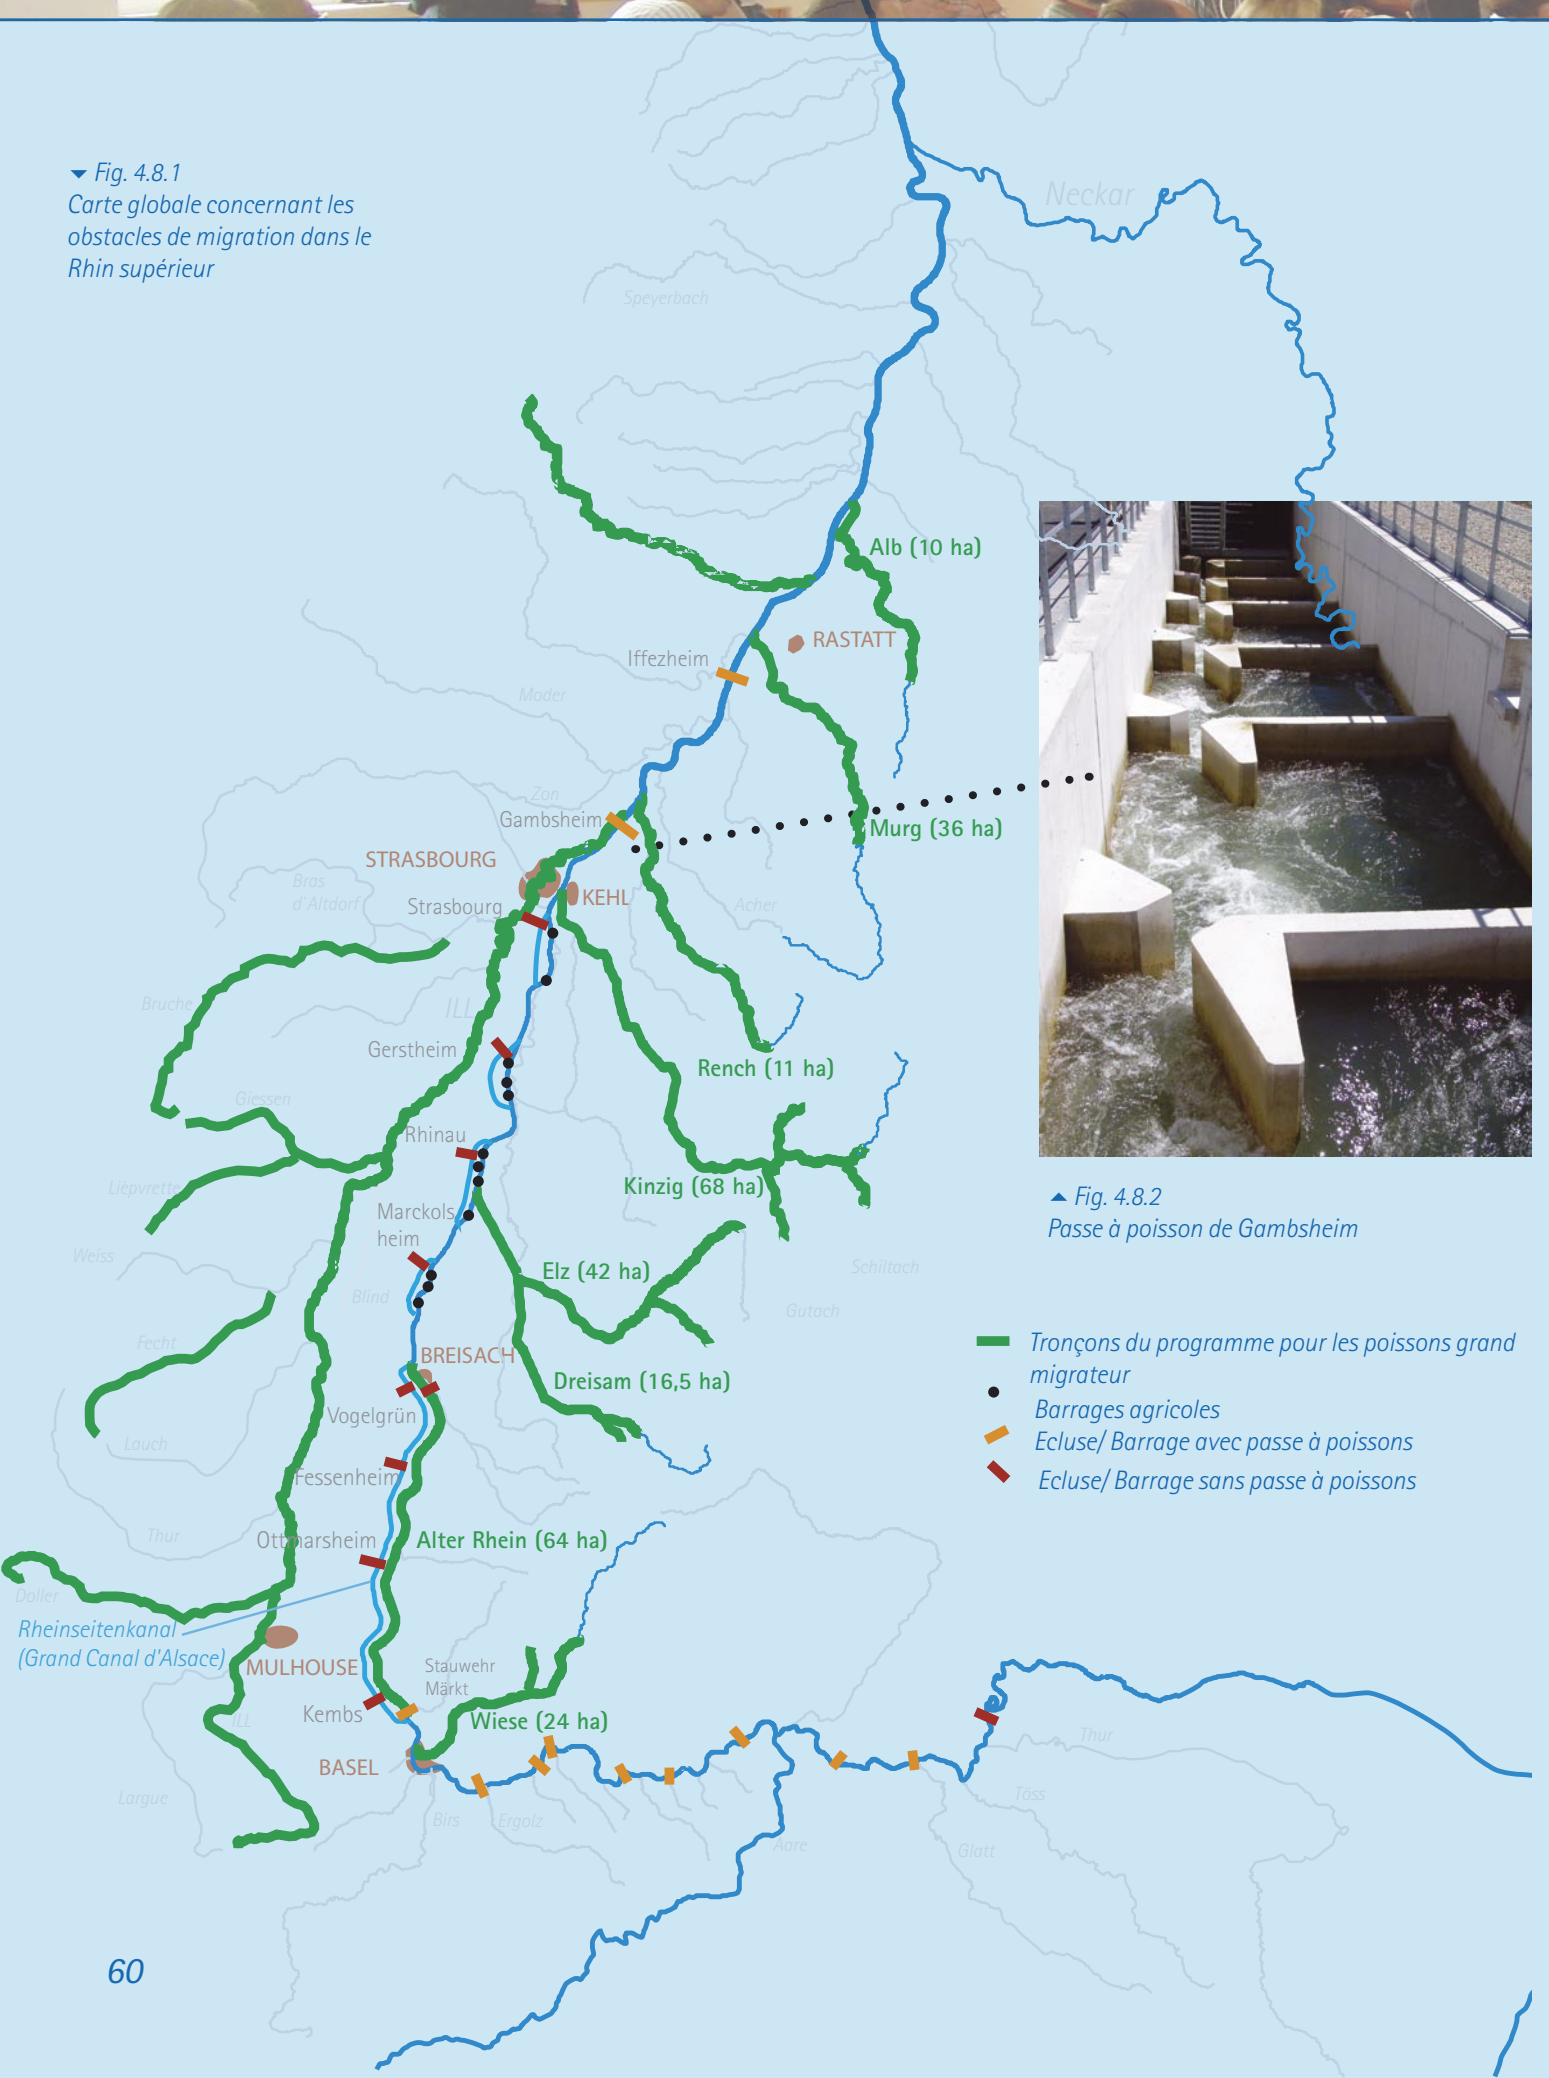 Fig. 4.8.1
Carte globale concernant les
obstacles de migration dans le
Rhin supérieur
Neckar
Speyerbach
Alb (10 ha)
RASTATT
Iffezheim
Moder
Zorn
Gambsheim
Murg (36 ha)
STRASBOURG
Bras
d'Altdorf
KEHL
Strasbourg
Acher
Bruche
ILL
Gerstheim
Rench (11 ha)
Giessen
Rhinau
Lièpvrette
Kinzig (68 ha)
Marckols
heim
Fig. 4.8.2
Passe à poisson de Gambsheim
Weiss
Elz (42 ha)
Schiltach
Blind
Gutach
Fecht
BREISACH
Tronçons du programme pour les poissons grand
migrateur
Dreisam (16,5 ha)
Barrages agricoles
Vogelgrün
Lauch
Ecluse/ Barrage avec passe à poissons
Fessenheim
Ecluse/ Barrage sans passe à poissons
Thur
Ottmarsheim
Alter Rhein (64 ha)
Doller
Rheinseitenkanal
(Grand Canal d'Alsace)
MULHOUSE
Stauwehr
Märkt
Kembs
ILL
Wiese (24 ha)
Thur
BASEL
Largue
Birs
Ergolz
Töss
Aare
Glatt
60